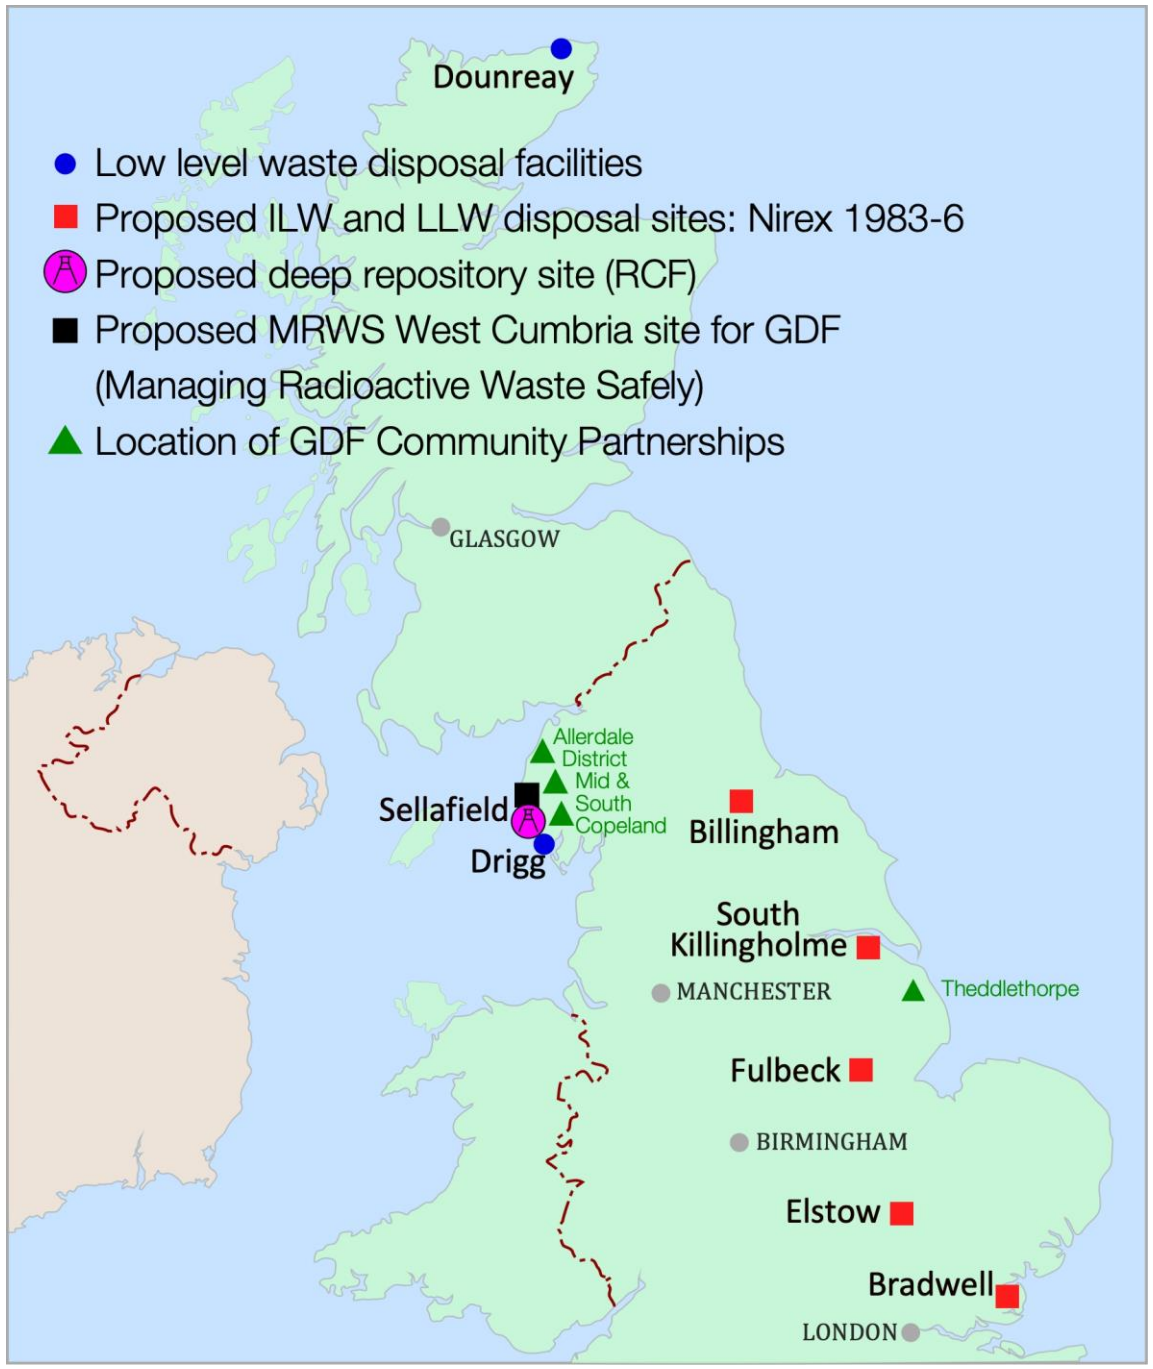 Dounreay
Low level waste disposal facilities
Proposed ILW and LLW disposal sites: Nirex 1983-6
Proposed deep repository site (RCF)
Proposed MRWS West Cumbria site for GDF
(Managing Radioactive Waste Safely)
Location of GDF Community Partnerships
GLASGOW
Allerdale
District
Mid &
South
Copeland
Sellafield
Drigg
Billingham
South
Killingholme
MANCHESTER
Theddlethorpe
Fulbeck
BIRMINGHAM
Elstow
Bradwell
LONDON